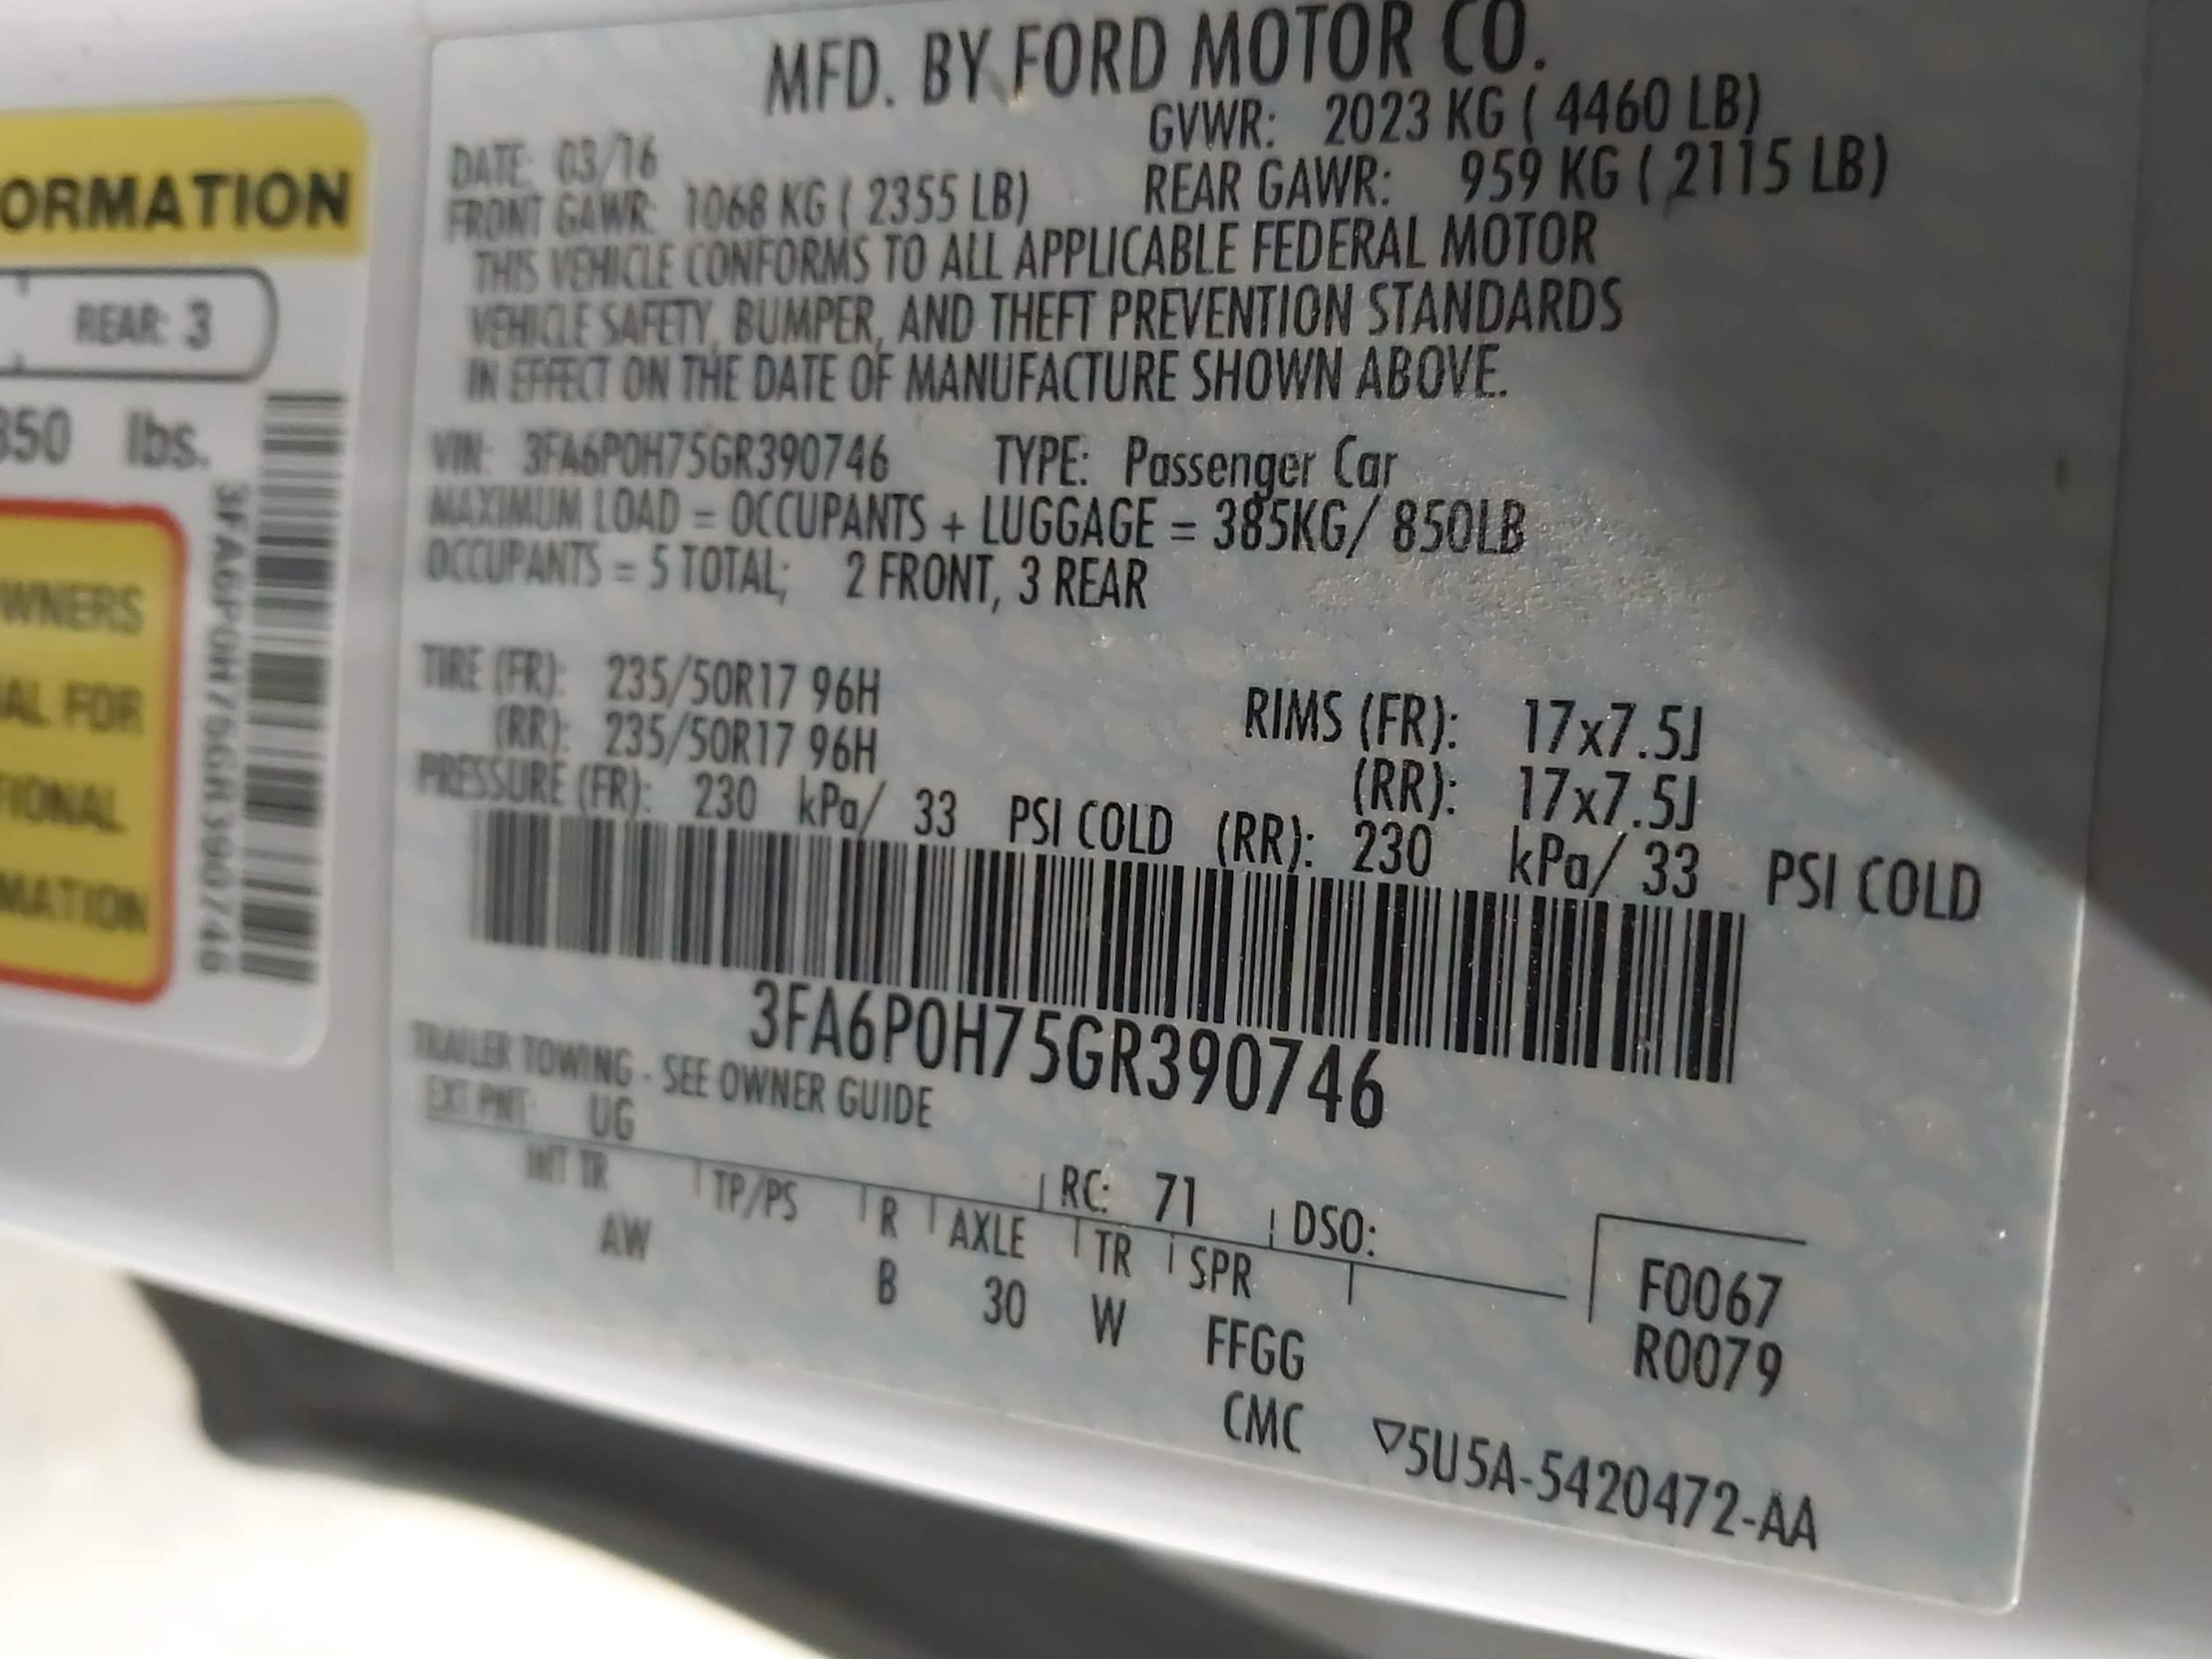 ORMATION
REAR: 3
350 lbs.
3FA6P0H75GR390746
WNERS
AL FOR
TIONAL
MATION
MFD. BY FORD MOTOR CO.
DATE: 03/16 GVWR: 2023 KG ( 4460 LB)
FRONT GAWR: 1068 KG ( 2355 LB) REAR GAWR: 959 KG ( 2115 LB)
THIS VEHICLE CONFORMS TO ALL APPLICABLE FEDERAL MOTOR
VEHICLE SAFETY, BUMPER, AND THEFT PREVENTION STANDARDS
IN EFFECT ON THE DATE OF MANUFACTURE SHOWN ABOVE.
VIN: 3FA6P0H75GR390746 TYPE: Passenger Car
MAXIMUM LOAD = OCCUPANTS + LUGGAGE = 385KG/ 850LB
OCCUPANTS = 5 TOTAL; 2 FRONT, 3 REAR
TIRE (FR): 235/50R17 96H RIMS (FR): 17x7.5J
(RR): 235/50R17 96H (RR): 17x7.5J
PRESSURE (FR): 230 kPa/ 33 PSI COLD (RR): 230 kPa/ 33 PSI COLD
3FA6P0H75GR390746
TRAILER TOWING - SEE OWNER GUIDE
EXT PNT: UG RC: 71 DSO:
INT TR TP/PS R AXLE TR SPR
AW B 30 W FFGG
F0067
R0079
CMC ▽5U5A-5420472-AA